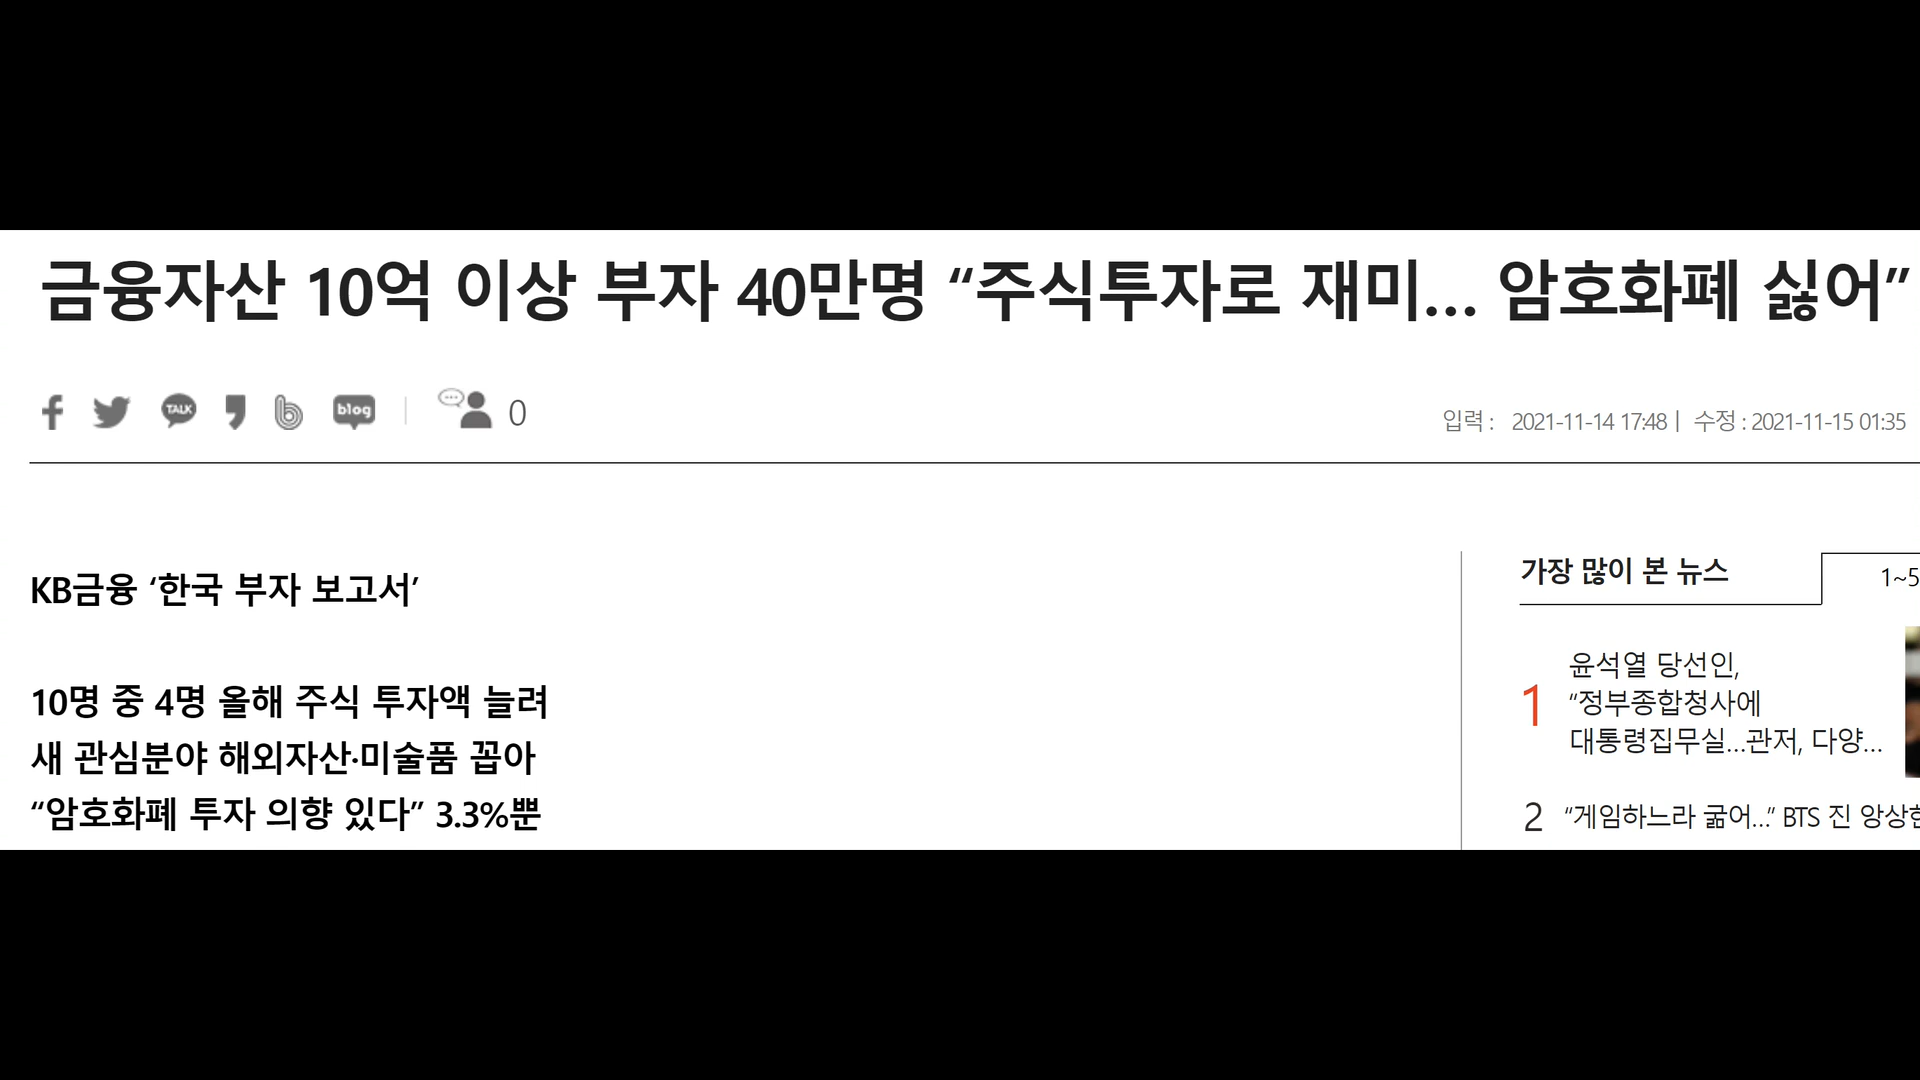 금융자산 10억 이상 부자 40만명 “주식투자로 재미... 암호화폐 싫어”
TALK
blog
0
입력 : 2021-11-14 17:48 | 수정 : 2021-11-15 01:35
KB금융 ‘한국 부자 보고서’
10명 중 4명 올해 주식 투자액 늘려
새 관심분야 해외자산·미술품 꼽아
“암호화폐 투자 의향 있다” 3.3%뿐
가장 많이 본 뉴스
1~5
1
윤석열 당선인,
“정부종합청사에
대통령집무실...관저, 다양...
2 “게임하느라 굶어...” BTS 진 앙상한